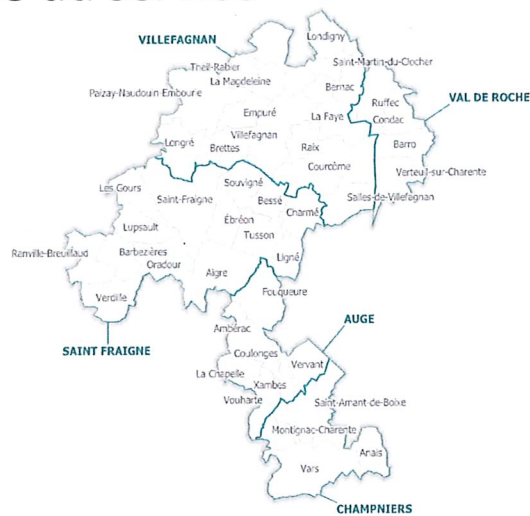 Londigny
VILLEFAGNAN
Saint-Martin-du-Clocher
Theil-Rabier
La Magdeleine
Bernac
Paizay-Naudouin-Embourie
Ruffec
VAL DE ROCHE
Empuré
La Faye
Condac
Villefagnan
Longré
Brettes
Raix
Barro
Courcôme
Verteuil-sur-Charente
Souvigné
Les Gours
Saint-Fraigne
Bessé
Salles-de-Villefagnan
Charmé
Lupsault
Ébréon
Tusson
Ranville-Breuillaud
Barbezières
Ligné
Oradour
Aigre
Verdille
Fouqueure
Ambérac
AUGE
SAINT FRAIGNE
Coulonges
Vervant
La Chapelle
Xambes
Vouharte
Saint-Amant-de-Boixe
Montignac-Charente
Anais
Vars
CHAMPNIERS